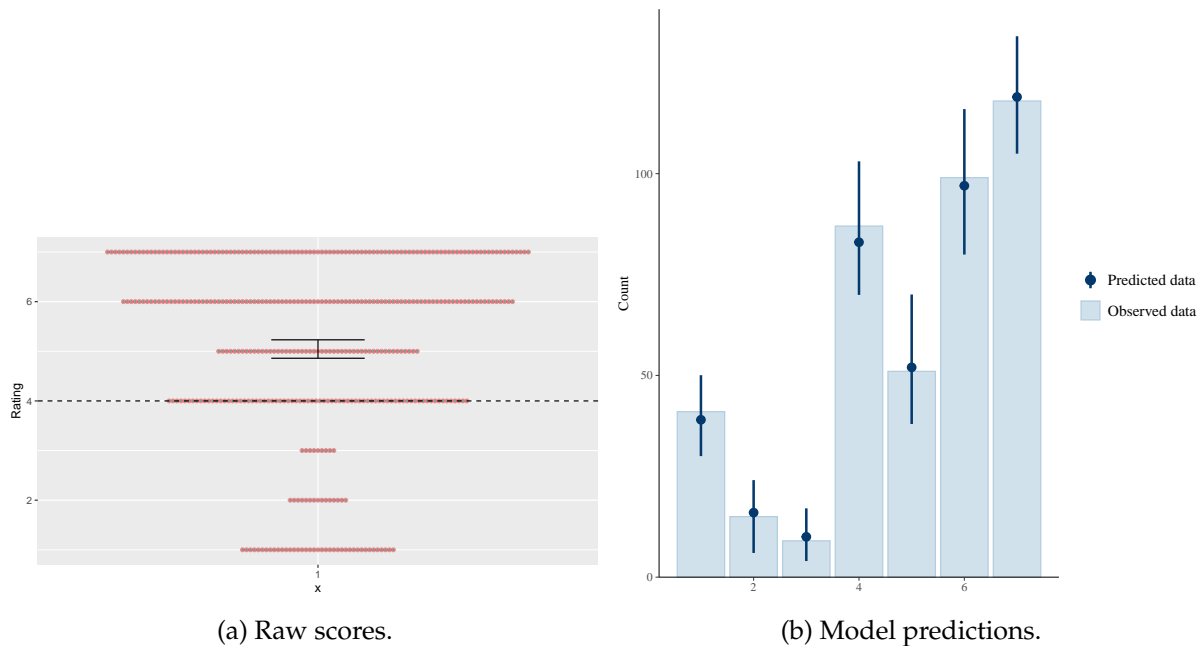 Rating
6
4
2
1
x
(a) Raw scores.
Count
100
50
0
2
4
6
Predicted data
Observed data
(b) Model predictions.